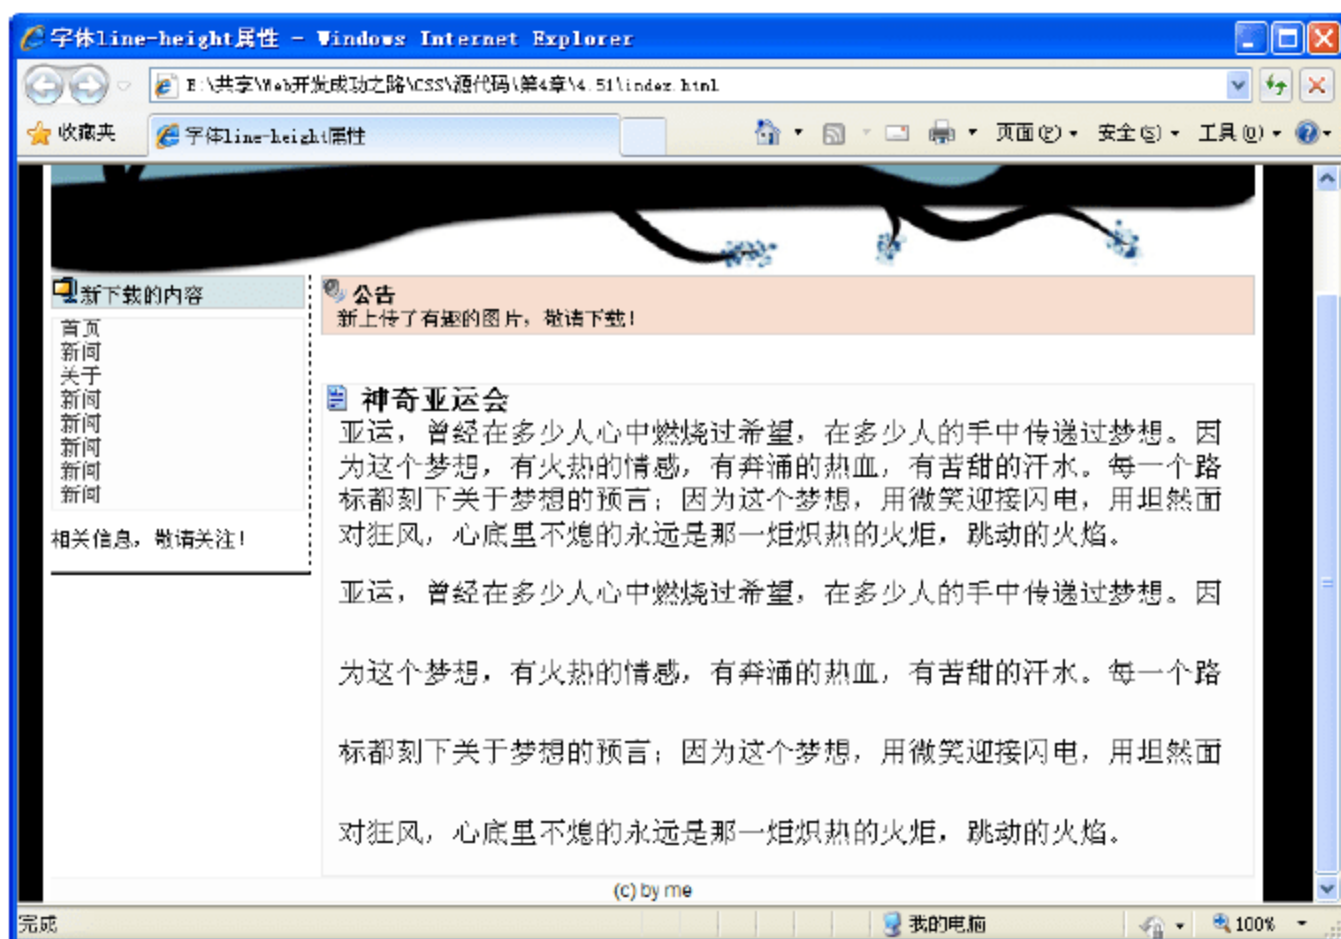 字体line-height属性 - Windows Internet Explorer
E:\共享\Web开发成功之路\CSS\源代码\第4章\4.51\index.html
收藏夹
字体line-height属性
页面(P)
安全(S)
工具(O)
新下载的内容
首页
新闻
关于
新闻
新闻
新闻
新闻
新闻
相关信息，敬请关注！
公告
新上传了有趣的图片，敬请下载！
神奇亚运会
亚运，曾经在多少人心中燃烧过希望，在多少人的手中传递过梦想。因
为这个梦想，有火热的情感，有奔涌的热血，有苦甜的汗水。每一个路
标都刻下关于梦想的预言；因为这个梦想，用微笑迎接闪电，用坦然面
对狂风，心底里不熄的永远是那一炬炽热的火炬，跳动的火焰。
亚运，曾经在多少人心中燃烧过希望，在多少人的手中传递过梦想。因
为这个梦想，有火热的情感，有奔涌的热血，有苦甜的汗水。每一个路
标都刻下关于梦想的预言；因为这个梦想，用微笑迎接闪电，用坦然面
对狂风，心底里不熄的永远是那一炬炽热的火炬，跳动的火焰。
(c) by me
完成
我的电脑
100%